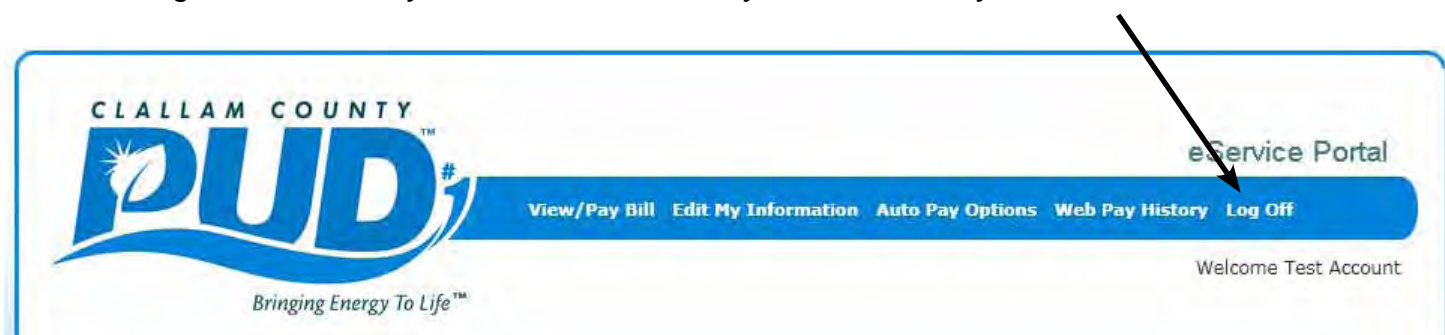 CLALLAM COUNTY
PUD #1™
eService Portal
View/Pay Bill Edit My Information Auto Pay Options Web Pay History Log Off
Welcome Test Account
Bringing Energy To Life™